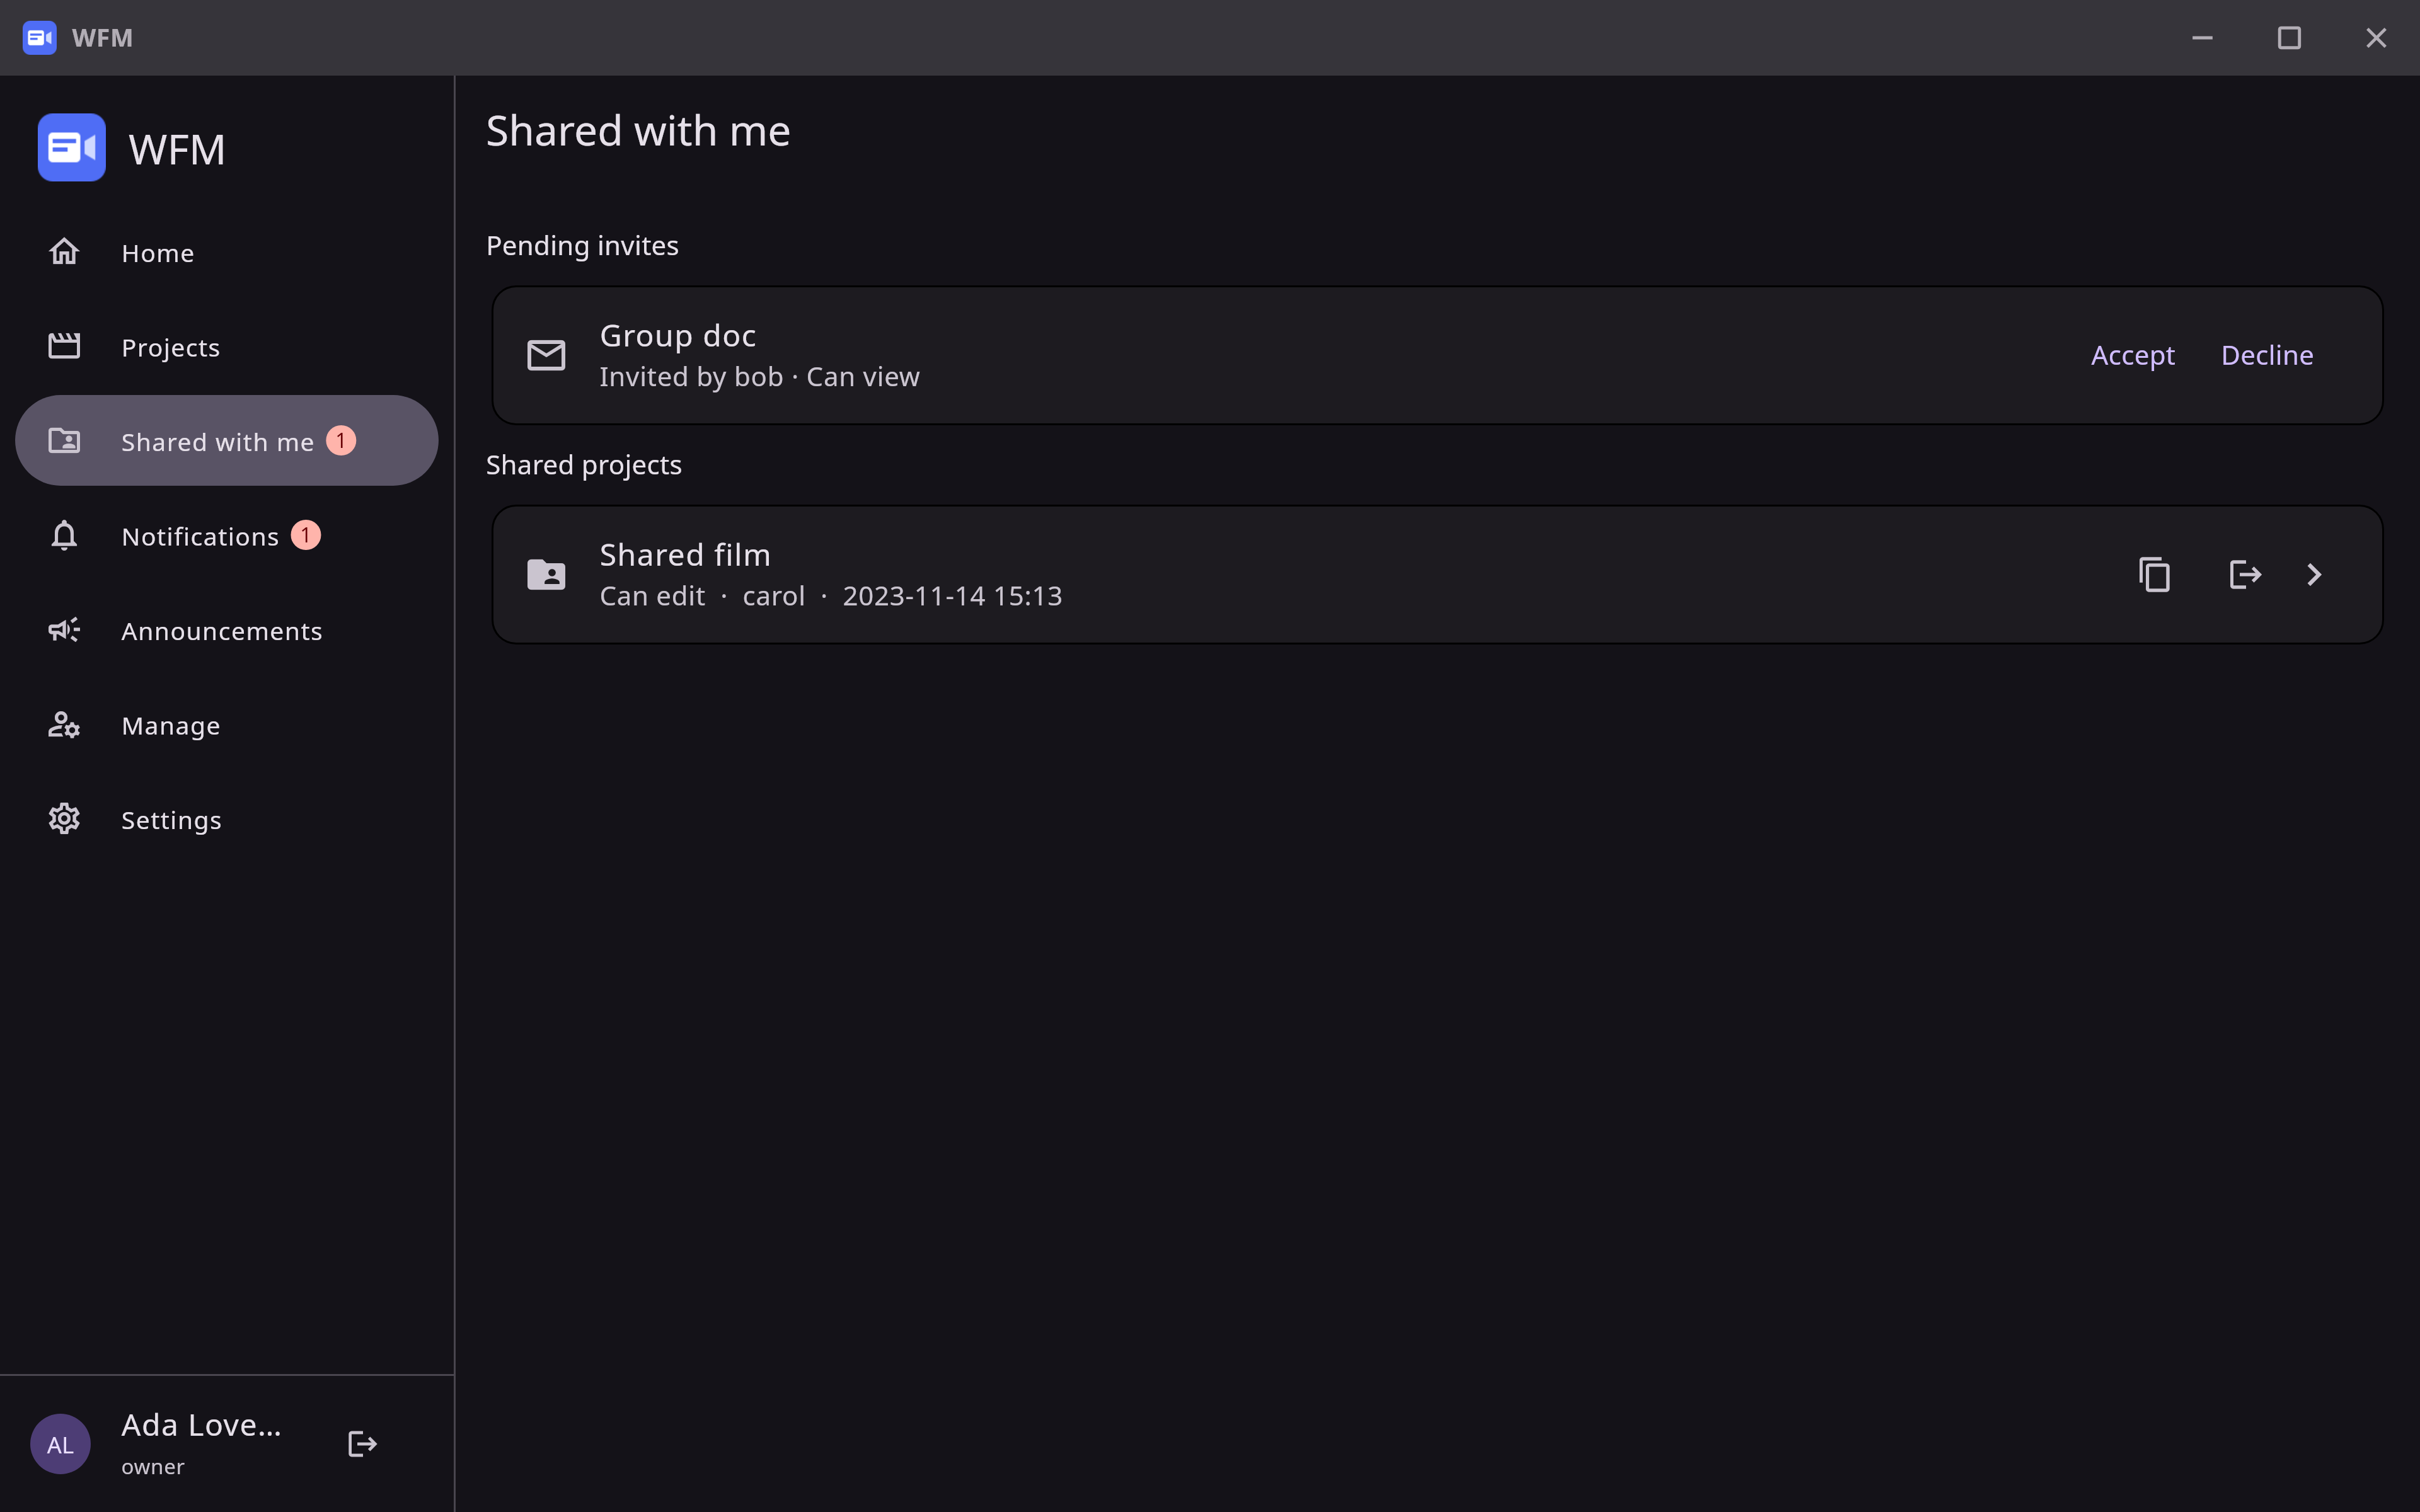 WFM
WFM
Home
Projects
Shared with me 1
Notifications 1
Announcements
Manage
Settings
AL
Ada Love...
owner
Shared with me
Pending invites
Group doc
Invited by bob · Can view
Accept Decline
Shared projects
Shared film
Can edit · carol · 2023-11-14 15:13